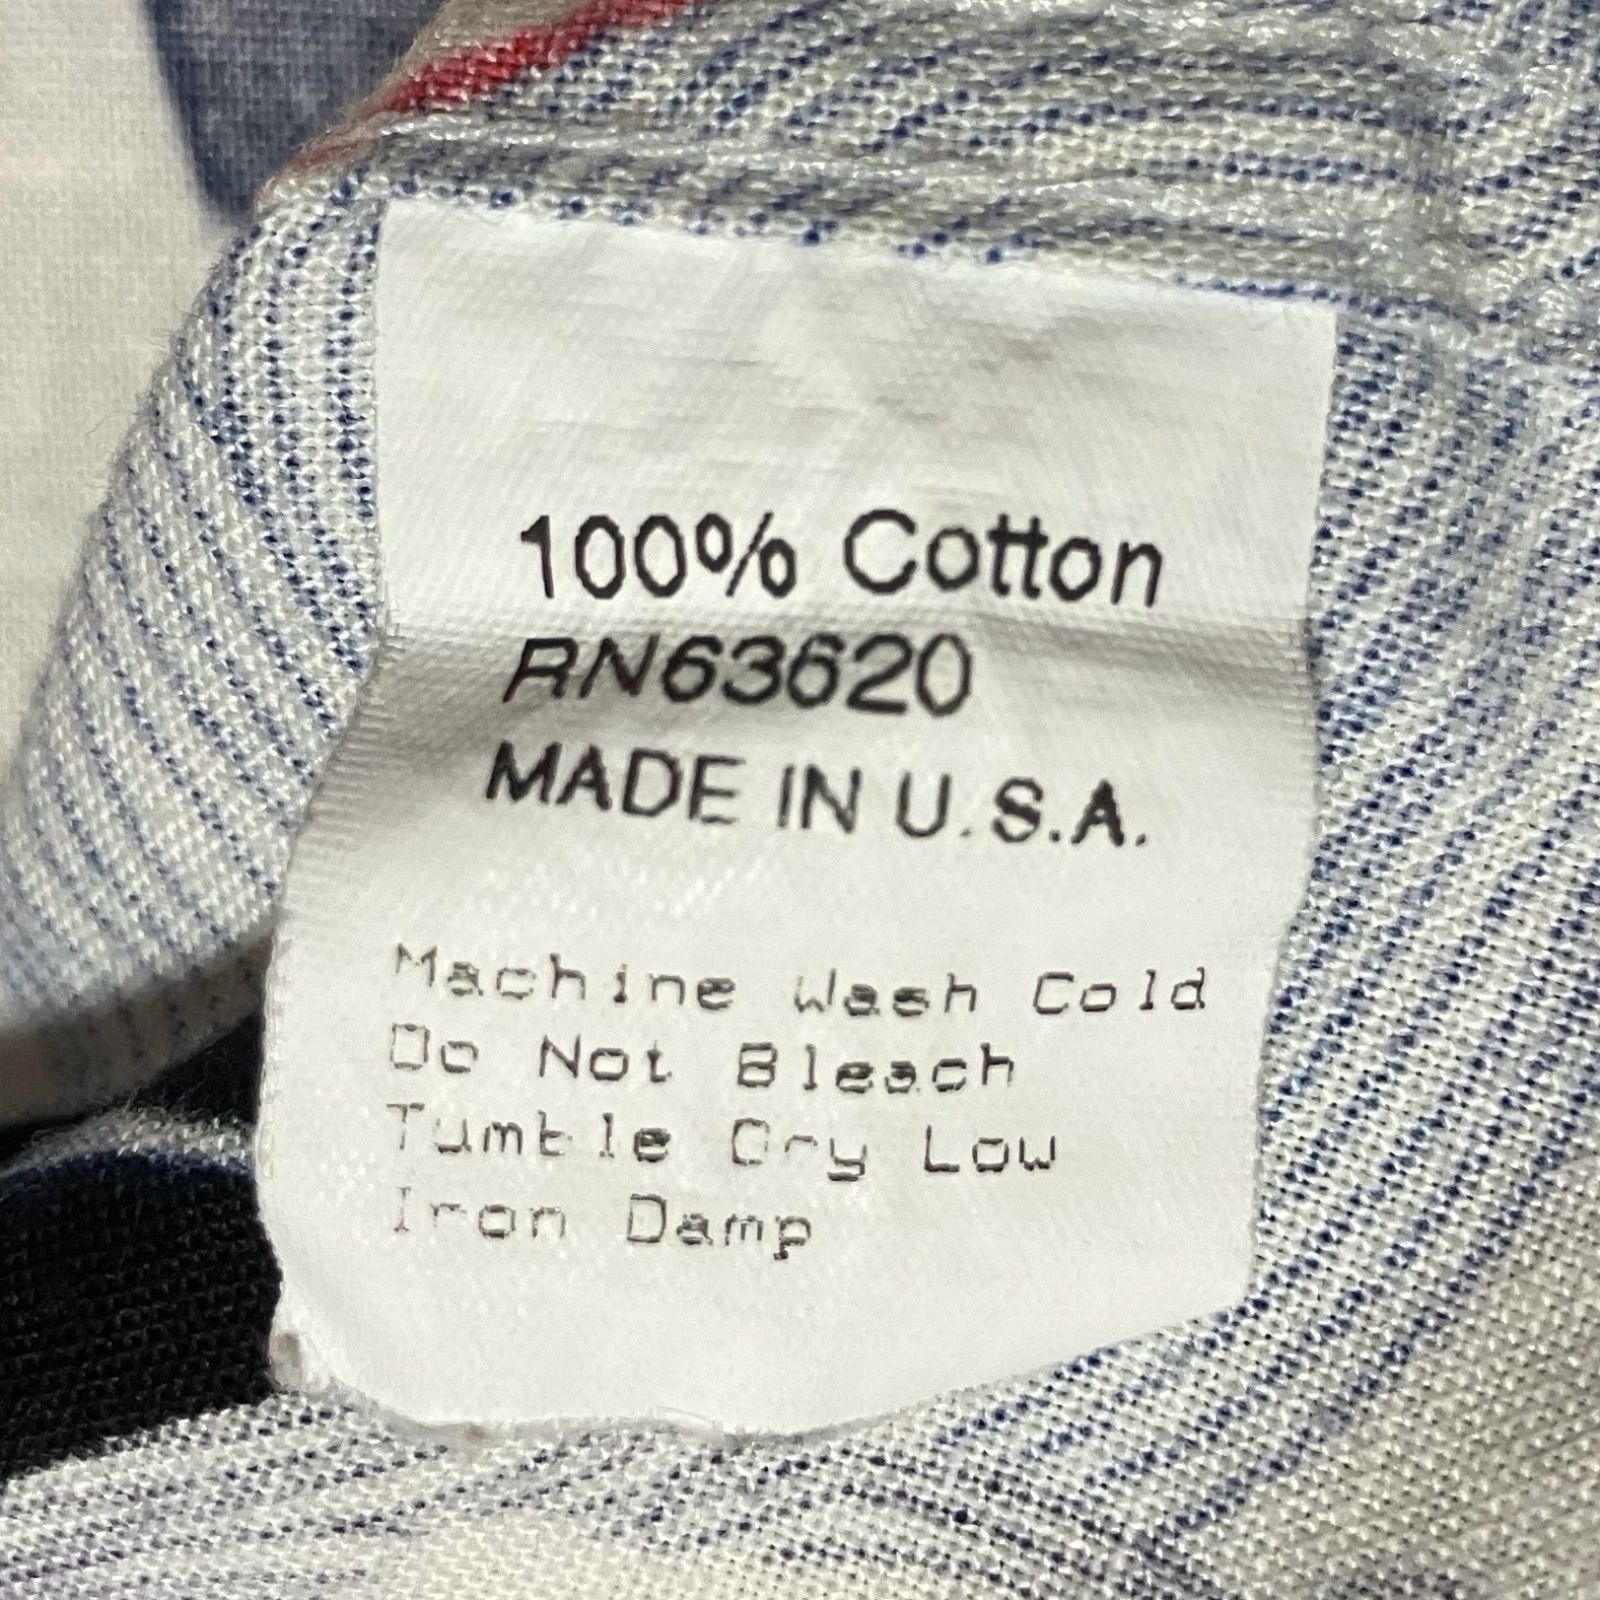 100% Cotton
RN63620
MADE IN U.S.A.
Machine Wash Cold
Do Not Bleach
Tumble Dry Low
Iron Damp